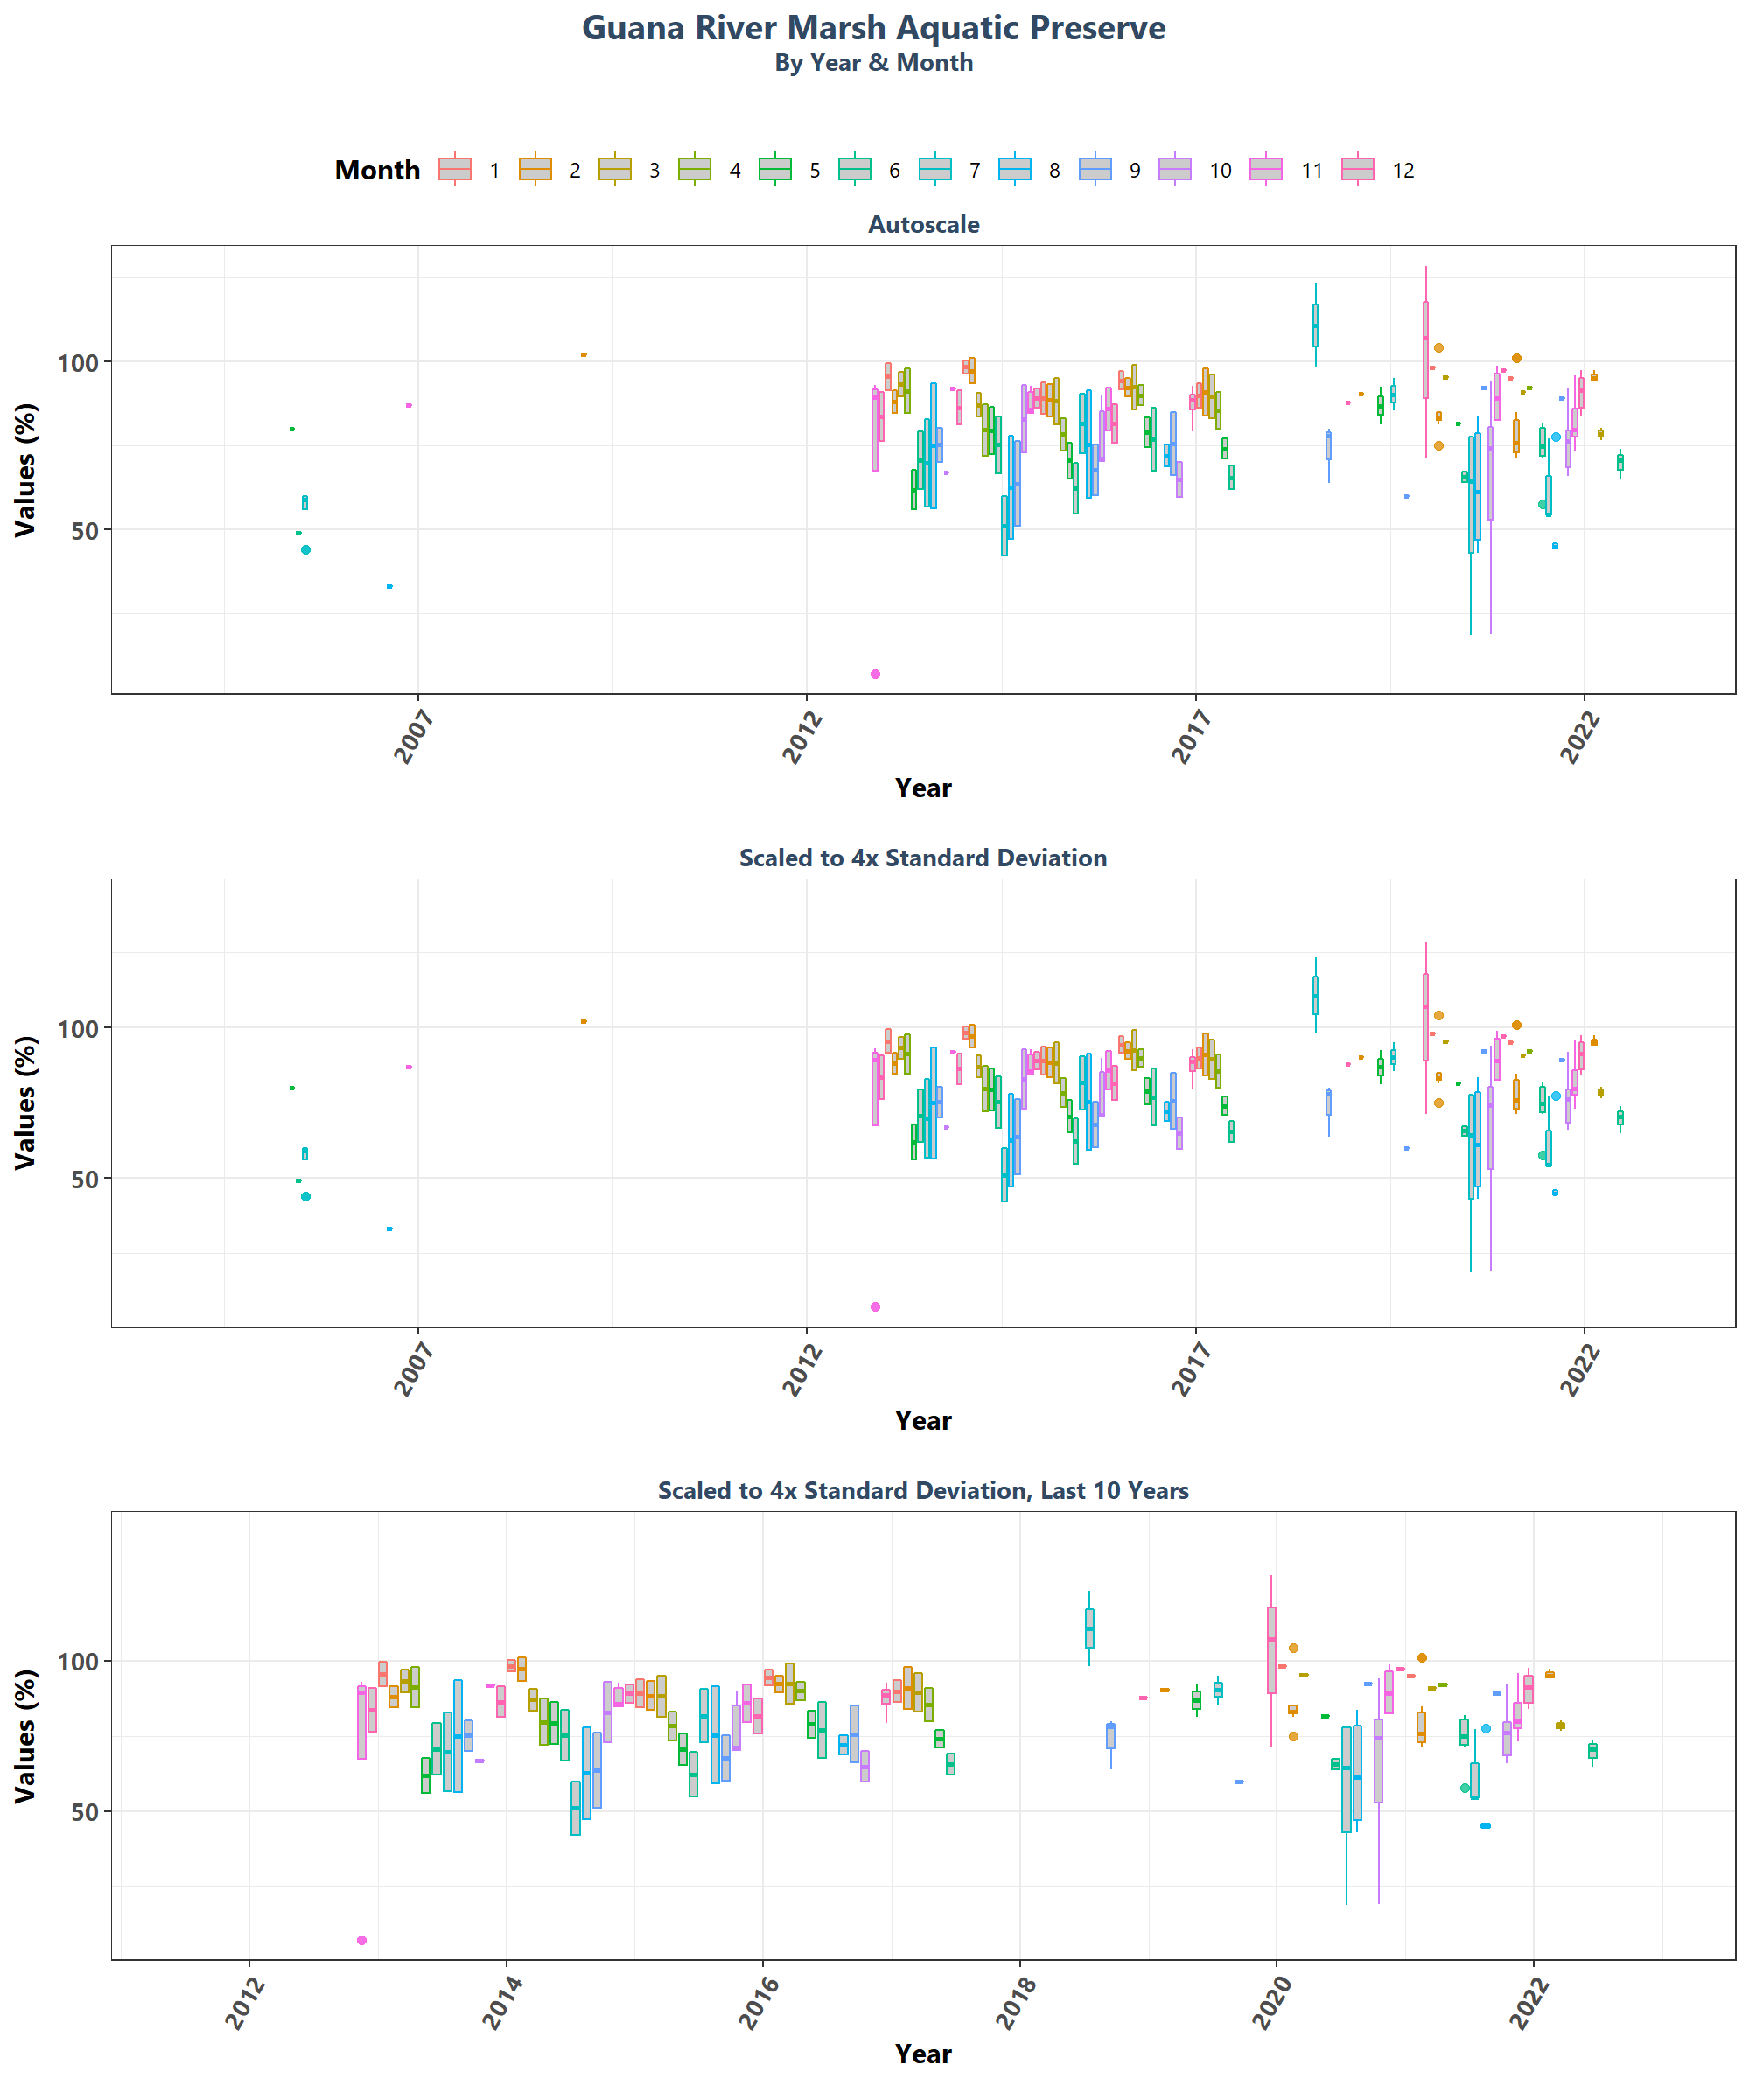 Guana River Marsh Aquatic Preserve
By Year & Month
Month 1 2 3 4 5 6 7 8 9 10 11 12
Autoscale
Values (%)
100
50
2007 2012 2017 2022
Year
Scaled to 4x Standard Deviation
Values (%)
100
50
2007 2012 2017 2022
Year
Scaled to 4x Standard Deviation, Last 10 Years
Values (%)
100
50
2012 2014 2016 2018 2020 2022
Year